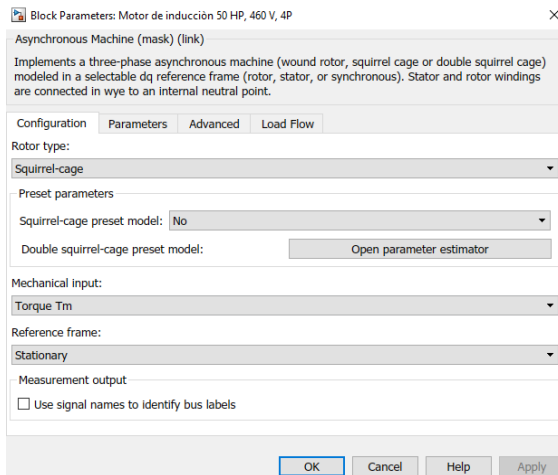 Block Parameters: Motor de inducciòn 50 HP, 460 V, 4P
Asynchronous Machine (mask) (link)
Implements a three-phase asynchronous machine (wound rotor, squirrel cage or double squirrel cage)
modeled in a selectable dq reference frame (rotor, stator, or synchronous). Stator and rotor windings
are connected in wye to an internal neutral point.
Configuration Parameters Advanced Load Flow
Rotor type:
Squirrel-cage
Preset parameters
Squirrel-cage preset model: No
Double squirrel-cage preset model: Open parameter estimator
Mechanical input:
Torque Tm
Reference frame:
Stationary
Measurement output
Use signal names to identify bus labels
OK Cancel Help Apply